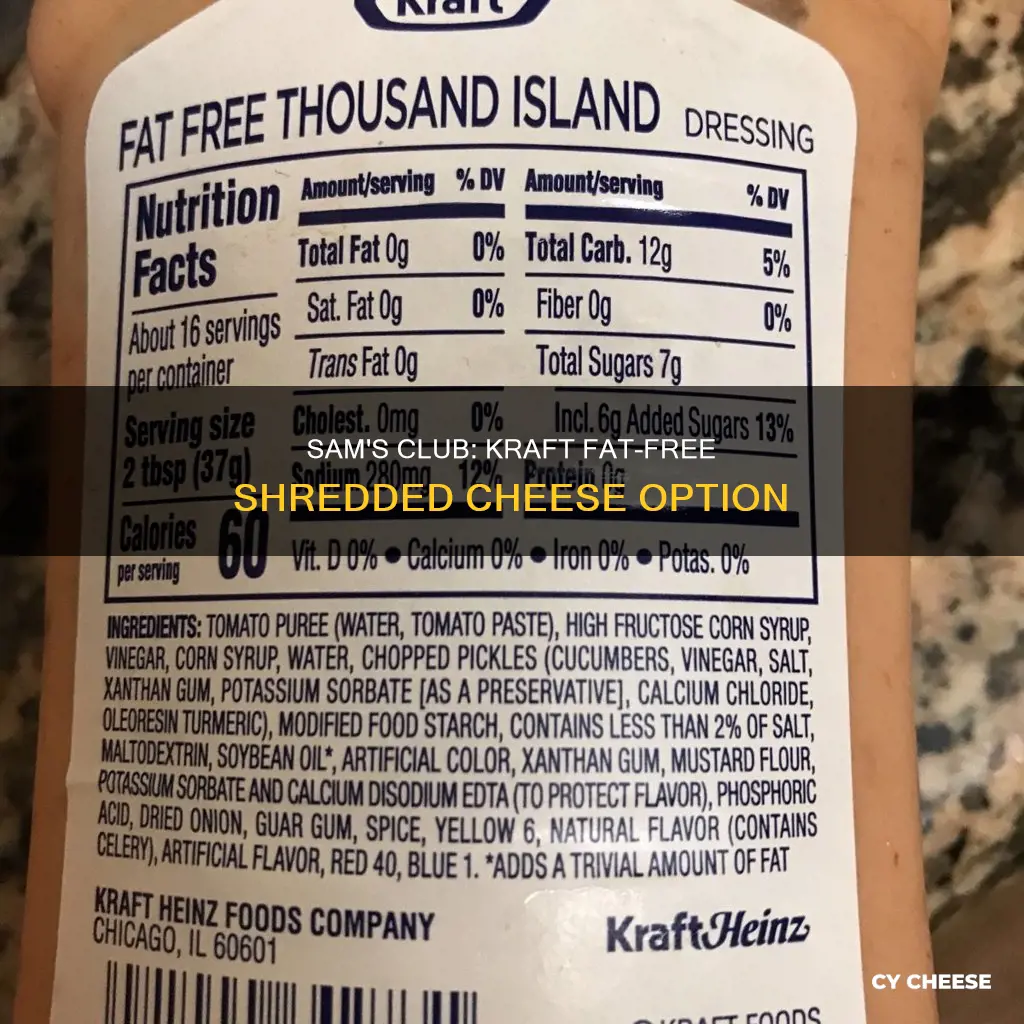 Kraft
FAT FREE THOUSAND ISLAND DRESSING
Nutrition
Facts
About 16 servings
per container
Serving size
2 tbsp (37g)
Calories
per serving
60
Amount/serving % DV
Total Fat 0g 0%
Sat. Fat 0g 0%
Trans Fat 0g
Cholest. 0mg 0%
Sodium 280mg 12%
Amount/serving % DV
Total Carb. 12g 5%
Fiber 0g 0%
Total Sugars 7g
Incl. 6g Added Sugars 13%
Protein 0g
Vit. D 0% • Calcium 0% • Iron 0% • Potas. 0%
SAM'S CLUB: KRAFT FAT-FREE
SHREDDED CHEESE OPTION
INGREDIENTS: TOMATO PUREE (WATER, TOMATO PASTE), HIGH FRUCTOSE CORN SYRUP,
VINEGAR, CORN SYRUP, WATER, CHOPPED PICKLES (CUCUMBERS, VINEGAR, SALT,
XANTHAN GUM, POTASSIUM SORBATE [AS A PRESERVATIVE], CALCIUM CHLORIDE,
OLEORESIN TURMERIC), MODIFIED FOOD STARCH, CONTAINS LESS THAN 2% OF SALT,
MALTODEXTRIN, SOYBEAN OIL*, ARTIFICIAL COLOR, XANTHAN GUM, MUSTARD FLOUR,
POTASSIUM SORBATE AND CALCIUM DISODIUM EDTA (TO PROTECT FLAVOR), PHOSPHORIC
ACID, DRIED ONION, GUAR GUM, SPICE, YELLOW 6, NATURAL FLAVOR (CONTAINS
CELERY), ARTIFICIAL FLAVOR, RED 40, BLUE 1. *ADDS A TRIVIAL AMOUNT OF FAT
KRAFT HEINZ FOODS COMPANY
CHICAGO, IL 60601
KraftHeinz
CY CHEESE
© KRAFT FOODS